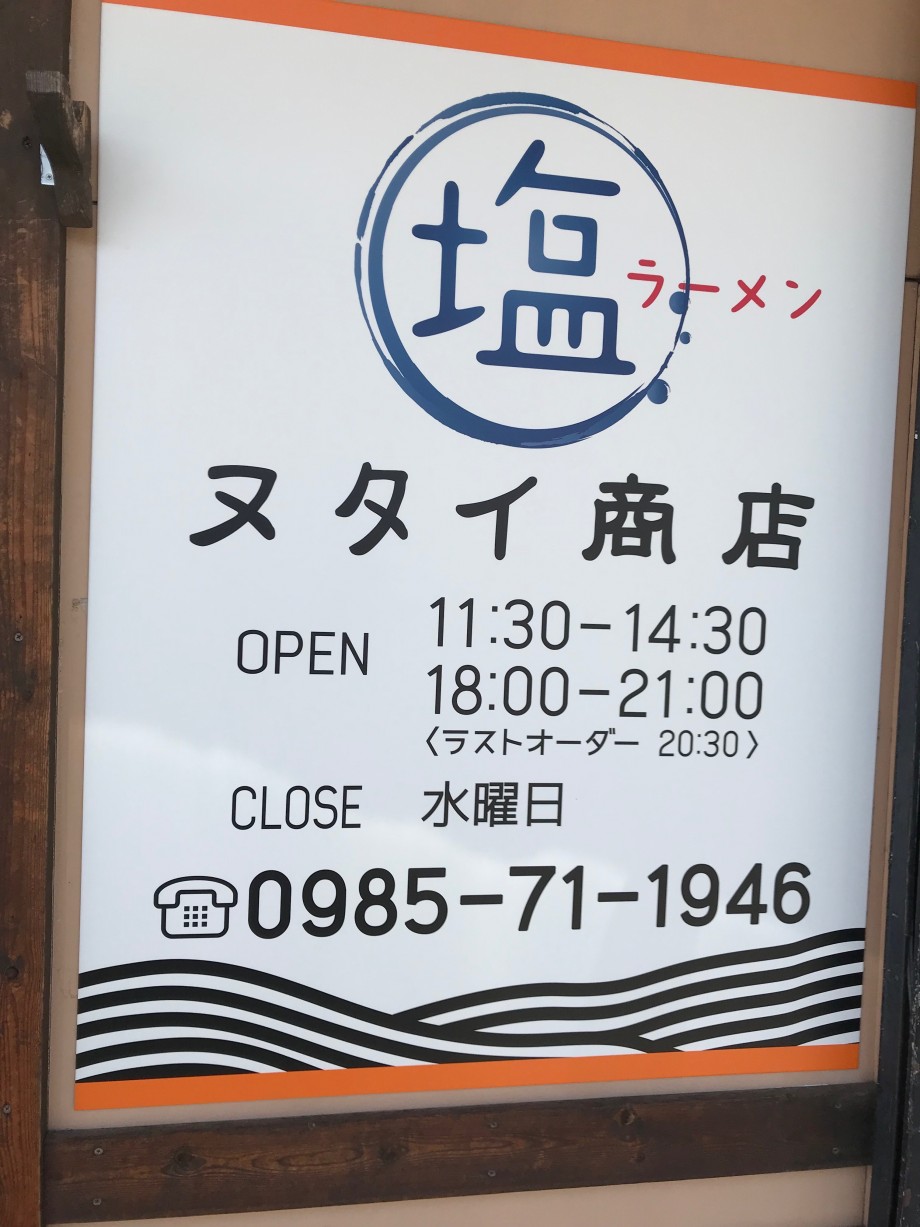 塩
ラーメン
ヌタイ商店
OPEN 11:30-14:30
18:00-21:00
〈ラストオーダー 20:30〉
CLOSE 水曜日
0985-71-1946